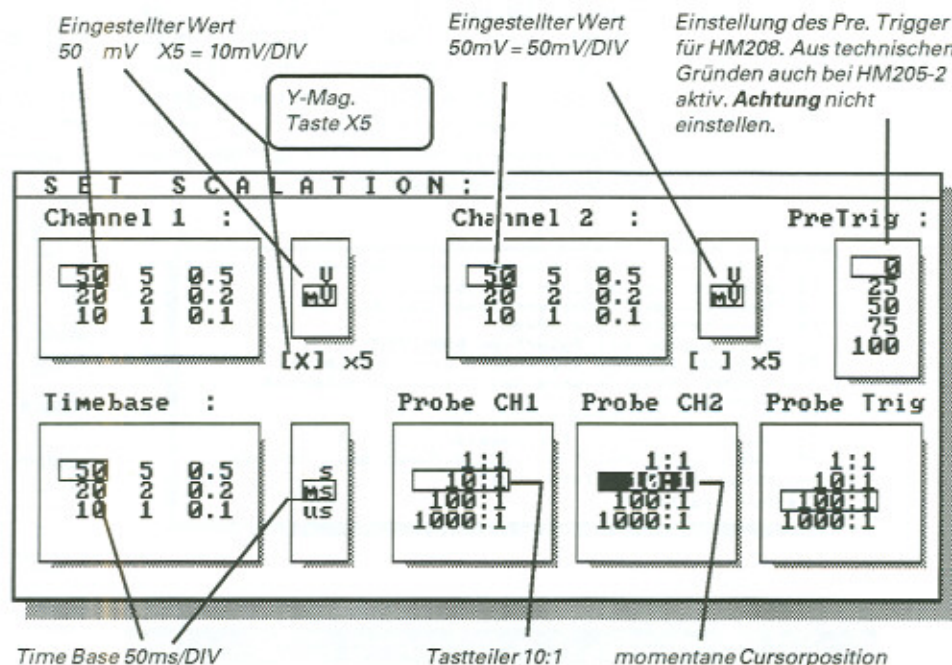 Eingestellter Wert
50 mV X5 = 10mV/DIV
Y-Mag.
Taste X5
Eingestellter Wert
50mV = 50mV/DIV
Einstellung des Pre. Trigger
für HM208. Aus technischen
Gründen auch bei HM205-2
aktiv. Achtung nicht
einstellen.
SET SCALATION:
Channel 1 :
50 5 0.5
20 2 0.2
10 1 0.1
V
mV
[X] x5
Channel 2 :
50 5 0.5
20 2 0.2
10 1 0.1
V
mV
[ ] x5
PreTrig :
0
25
50
75
100
Timebase :
50 5 0.5
20 2 0.2
10 1 0.1
s
ms
us
Probe CH1
1:1
10:1
100:1
1000:1
Probe CH2
1:1
10:1
100:1
1000:1
Probe Trig
1:1
10:1
100:1
1000:1
Time Base 50ms/DIV
Tastteiler 10:1
momentane Cursorposition